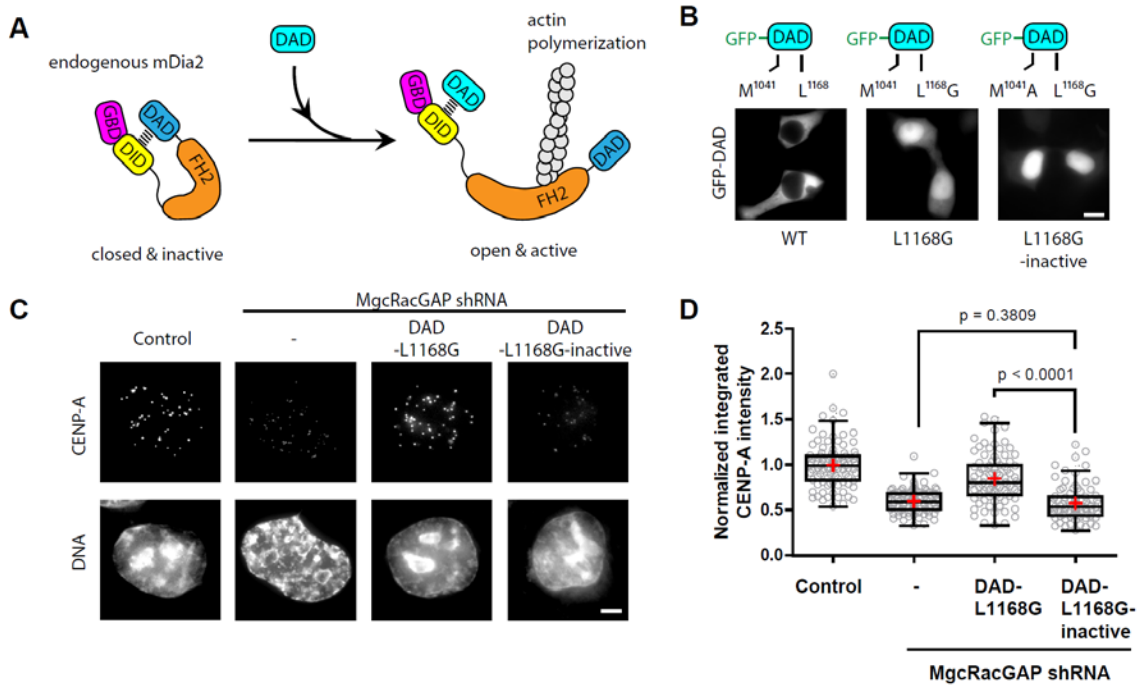 A
endogenous mDia2
GBD
DID
DAD
FH2
closed & inactive
DAD
actin
polymerization
GBD
DID
DAD
FH2
DAD
open & active
B
GFP-DAD
GFP-DAD
GFP-DAD
M¹⁰⁴¹ L¹¹⁶⁸
M¹⁰⁴¹ L¹¹⁶⁸G
M¹⁰⁴¹A L¹¹⁶⁸G
GFP-DAD
WT
L1168G
L1168G
-inactive
C
MgcRacGAP shRNA
Control
-
DAD
-L1168G
DAD
-L1168G-inactive
CENP-A
DNA
D
p = 0.3809
p < 0.0001
Normalized integrated
CENP-A intensity
2.5
2.0
1.5
1.0
0.5
0.0
Control
-
DAD-
L1168G
DAD-
L1168G-
inactive
MgcRacGAP shRNA